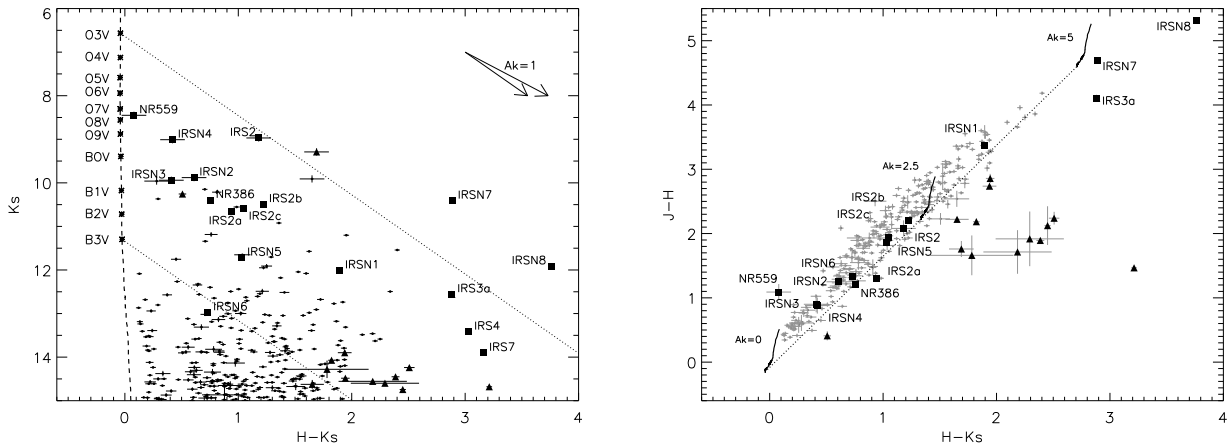 6
8
10
12
14
Ks
O3V
O4V
O5V
O6V
O7V
O8V
O9V
B0V
B1V
B2V
B3V
Ak=1
NR559
IRSN4
IRS2
IRSN3
IRSN2
NR386
IRS2b
IRS2a
IRS2c
IRSN7
IRSN5
IRSN1
IRSN8
IRS3a
IRSN6
IRS4
IRS7
0
1
2
3
4
H−Ks
5
4
3
2
1
0
J−H
IRSN8
Ak=5
IRSN7
IRS3a
IRSN1
Ak=2.5
IRS2b
IRS2c
IRS2
IRSN5
IRSN6
IRS2a
NR559
IRSN2
NR386
IRSN3
IRSN4
Ak=0
0
1
2
3
H−Ks